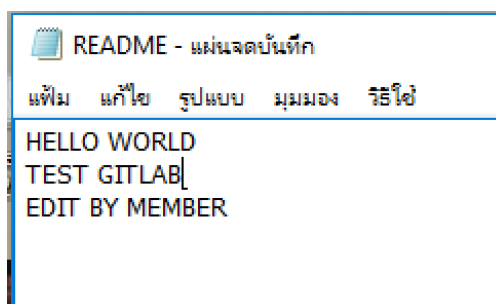 README - แผ่นจดบันทึก
แฟ้ม แก้ไข รูปแบบ มุมมอง วิธีใช้
HELLO WORLD
TEST GITLAB
EDIT BY MEMBER